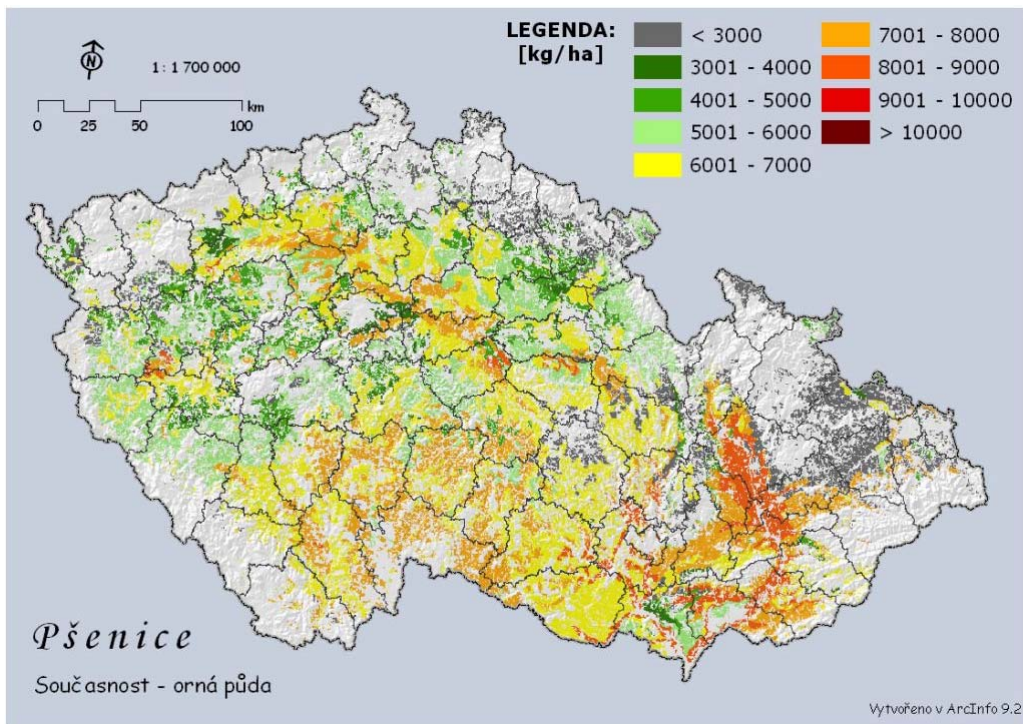 LEGENDA:
[kg/ha]
< 3000
3001 - 4000
4001 - 5000
5001 - 6000
6001 - 7000
7001 - 8000
8001 - 9000
9001 - 10000
> 10000
N
1: 1 700 000
km
0 25 50 100
Pšenice
Současnost - orná půda
Vytvořeno v ArcInfo 9.2